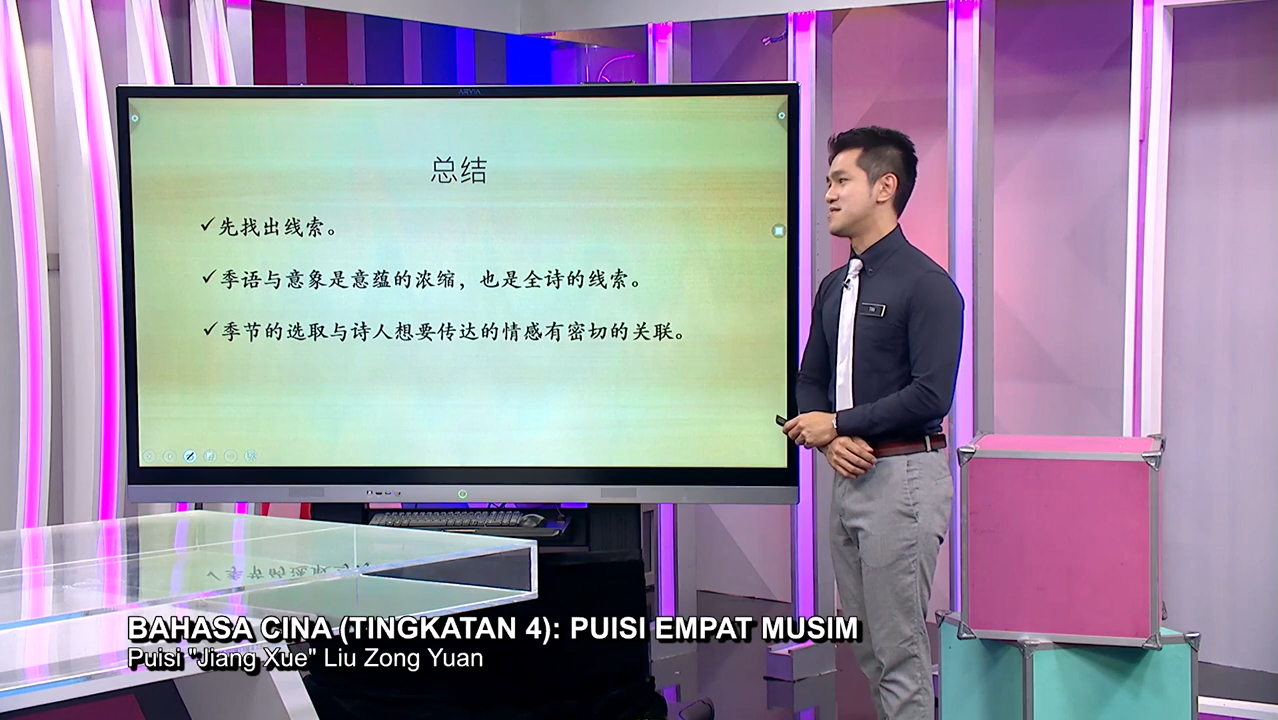 ARVIA
总结
✓先找出线索。
✓季语与意象是意蕴的浓缩，也是全诗的线索。
✓季节的选取与诗人想要传达的情感有密切的关联。
BAHASA CINA (TINGKATAN 4): PUISI EMPAT MUSIM
Puisi "Jiang Xue" Liu Zong Yuan